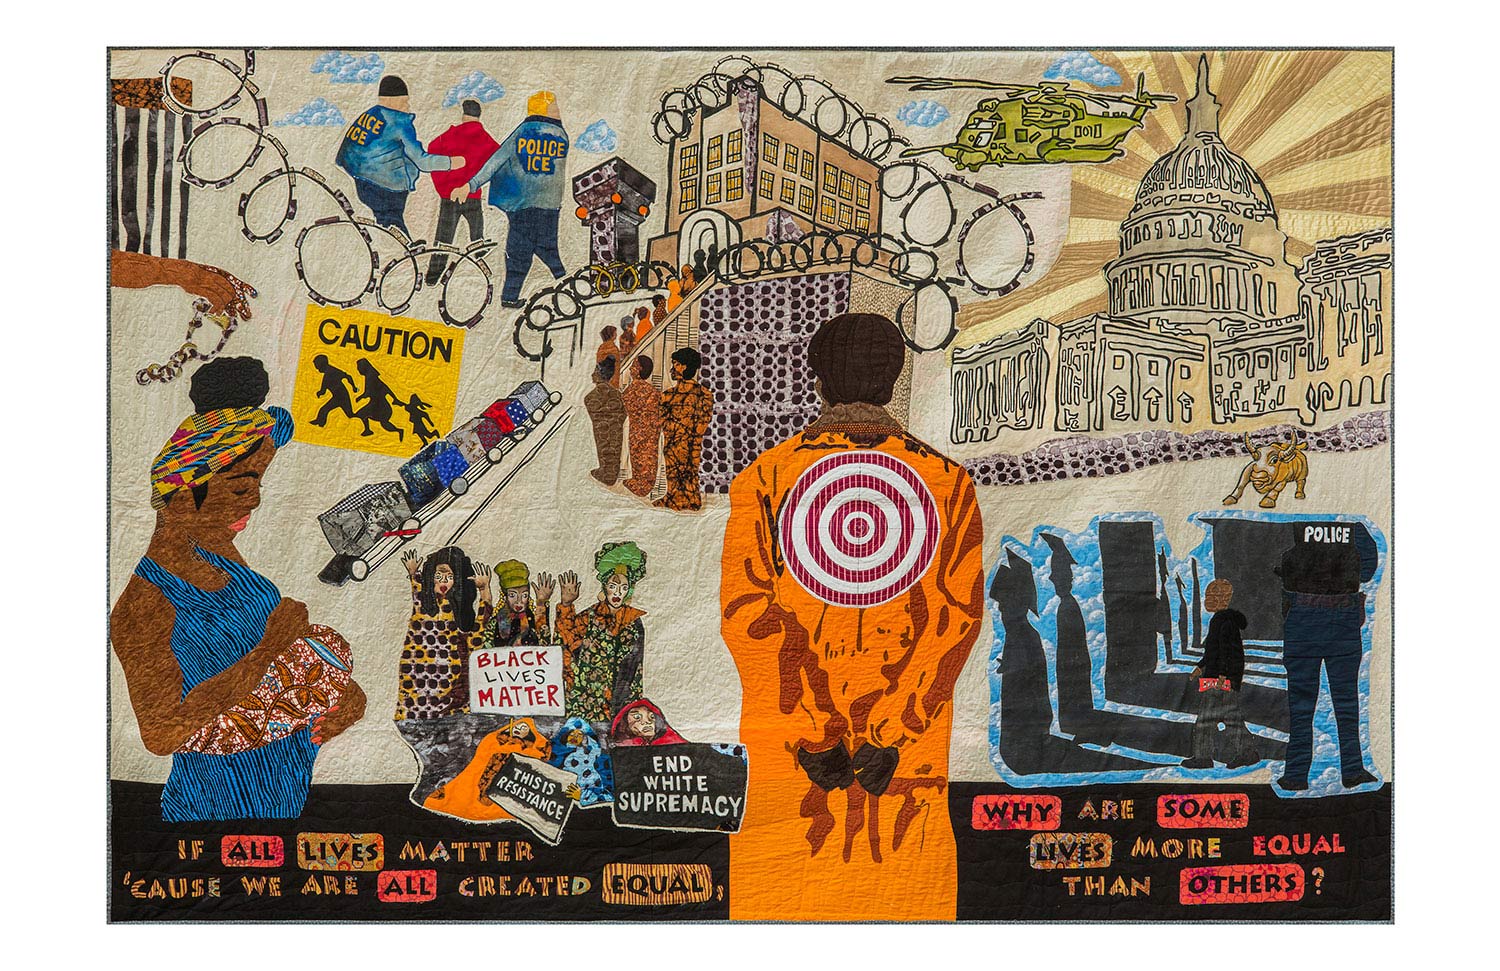 POLICE
ICE
POLICE
ICE
CAUTION
POLICE
BLACK
LIVES
MATTER
THIS IS
RESISTANCE
END
WHITE
SUPREMACY
IF ALL LIVES MATTER
'CAUSE WE ARE ALL CREATED EQUAL,
WHY ARE SOME
LIVES MORE EQUAL
THAN OTHERS?